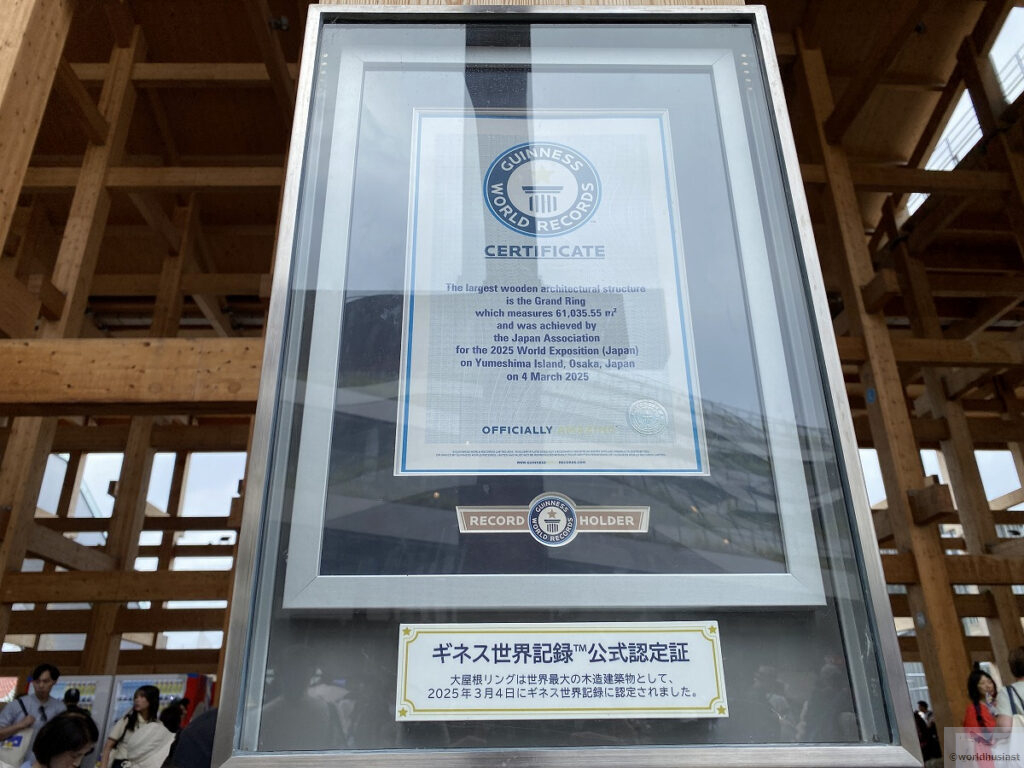 GUINNESS
WORLD RECORDS
CERTIFICATE
The largest wooden architectural structure
is the Grand Ring
which measures 61,035.55 m²
and was achieved by
the Japan Association
for the 2025 World Exposition (Japan)
on Yumeshima Island, Osaka, Japan
on 4 March 2025
OFFICIALLY AMAZING
RECORD HOLDER
GUINNESS
WORLD RECORDS
ギネス世界記録™公式認定証
大屋根リングは世界最大の木造建築物として、
2025年3月4日にギネス世界記録に認定されました。
©worldhusiast